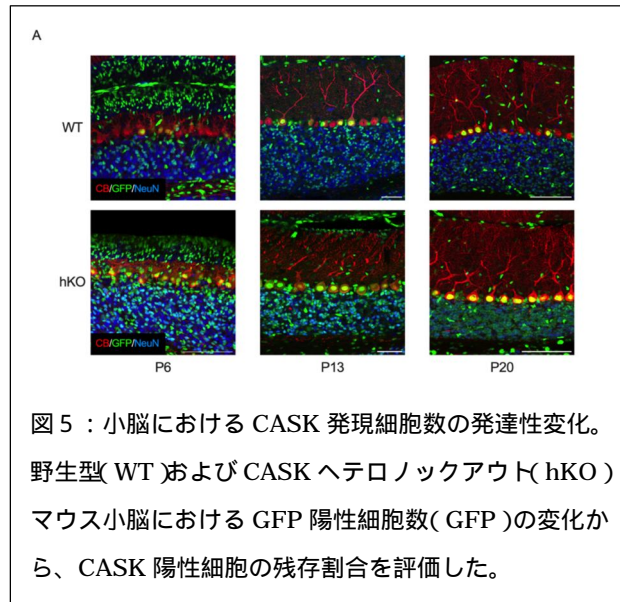 A
WT
CB/GFP/NeuN
hKO
CB/GFP/NeuN
P6 P13 P20
図 5 ：小脳における CASK 発現細胞数の発達性変化。
野生型( WT )および CASK ヘテロノックアウト( hKO )
マウス小脳における GFP 陽性細胞数( GFP )の変化か
ら、CASK 陽性細胞の残存割合を評価した。